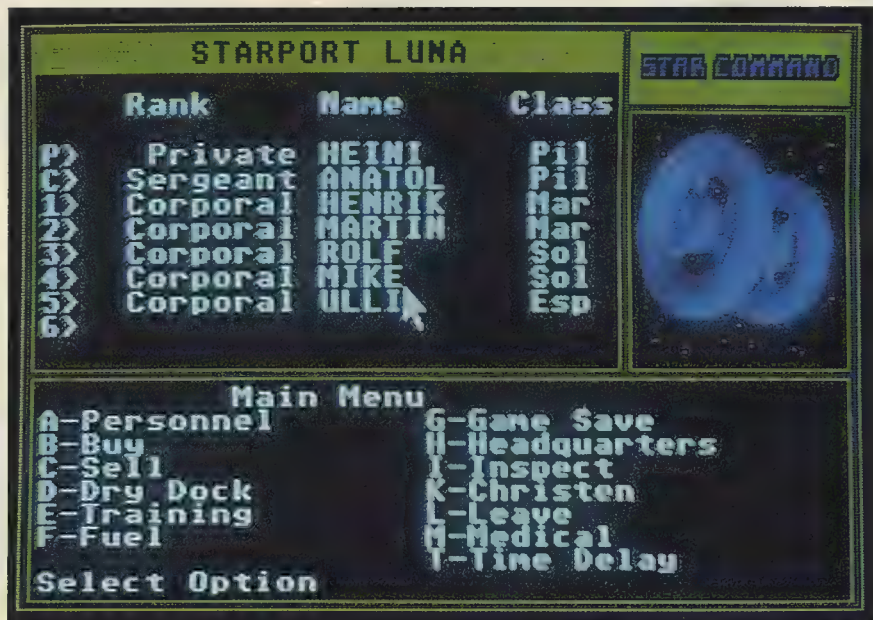 STARPORT LUNA
STAR COMMAND
Rank Name Class
P> Private HEINI Pil
C> Sergeant ANATOL Pil
1> Corporal HENRIK Mar
2> Corporal MARTIN Mar
3> Corporal ROLF Sol
4> Corporal MIKE Sol
5> Corporal ULLI Esp
6>
Main Menu
A-Personnel
B-Buy
C-Sell
D-Dry Dock
E-Training
F-Fuel
G-Game Save
H-Headquarters
I-Inspect
K-Christen
L-Leave
M-Medical
T-Time Delay
Select Option